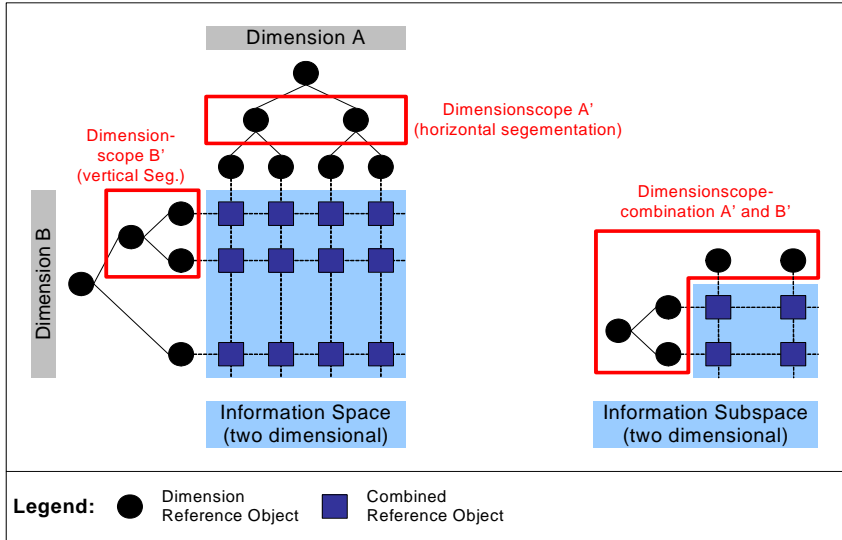 Dimension A
Dimensionscope A'
(horizontal segementation)
Dimension-
scope B'
(vertical Seg.)
Dimension B
Dimensionscope-
combination A' and B'
Information Space
(two dimensional)
Information Subspace
(two dimensional)
Legend:
Dimension
Reference Object
Combined
Reference Object